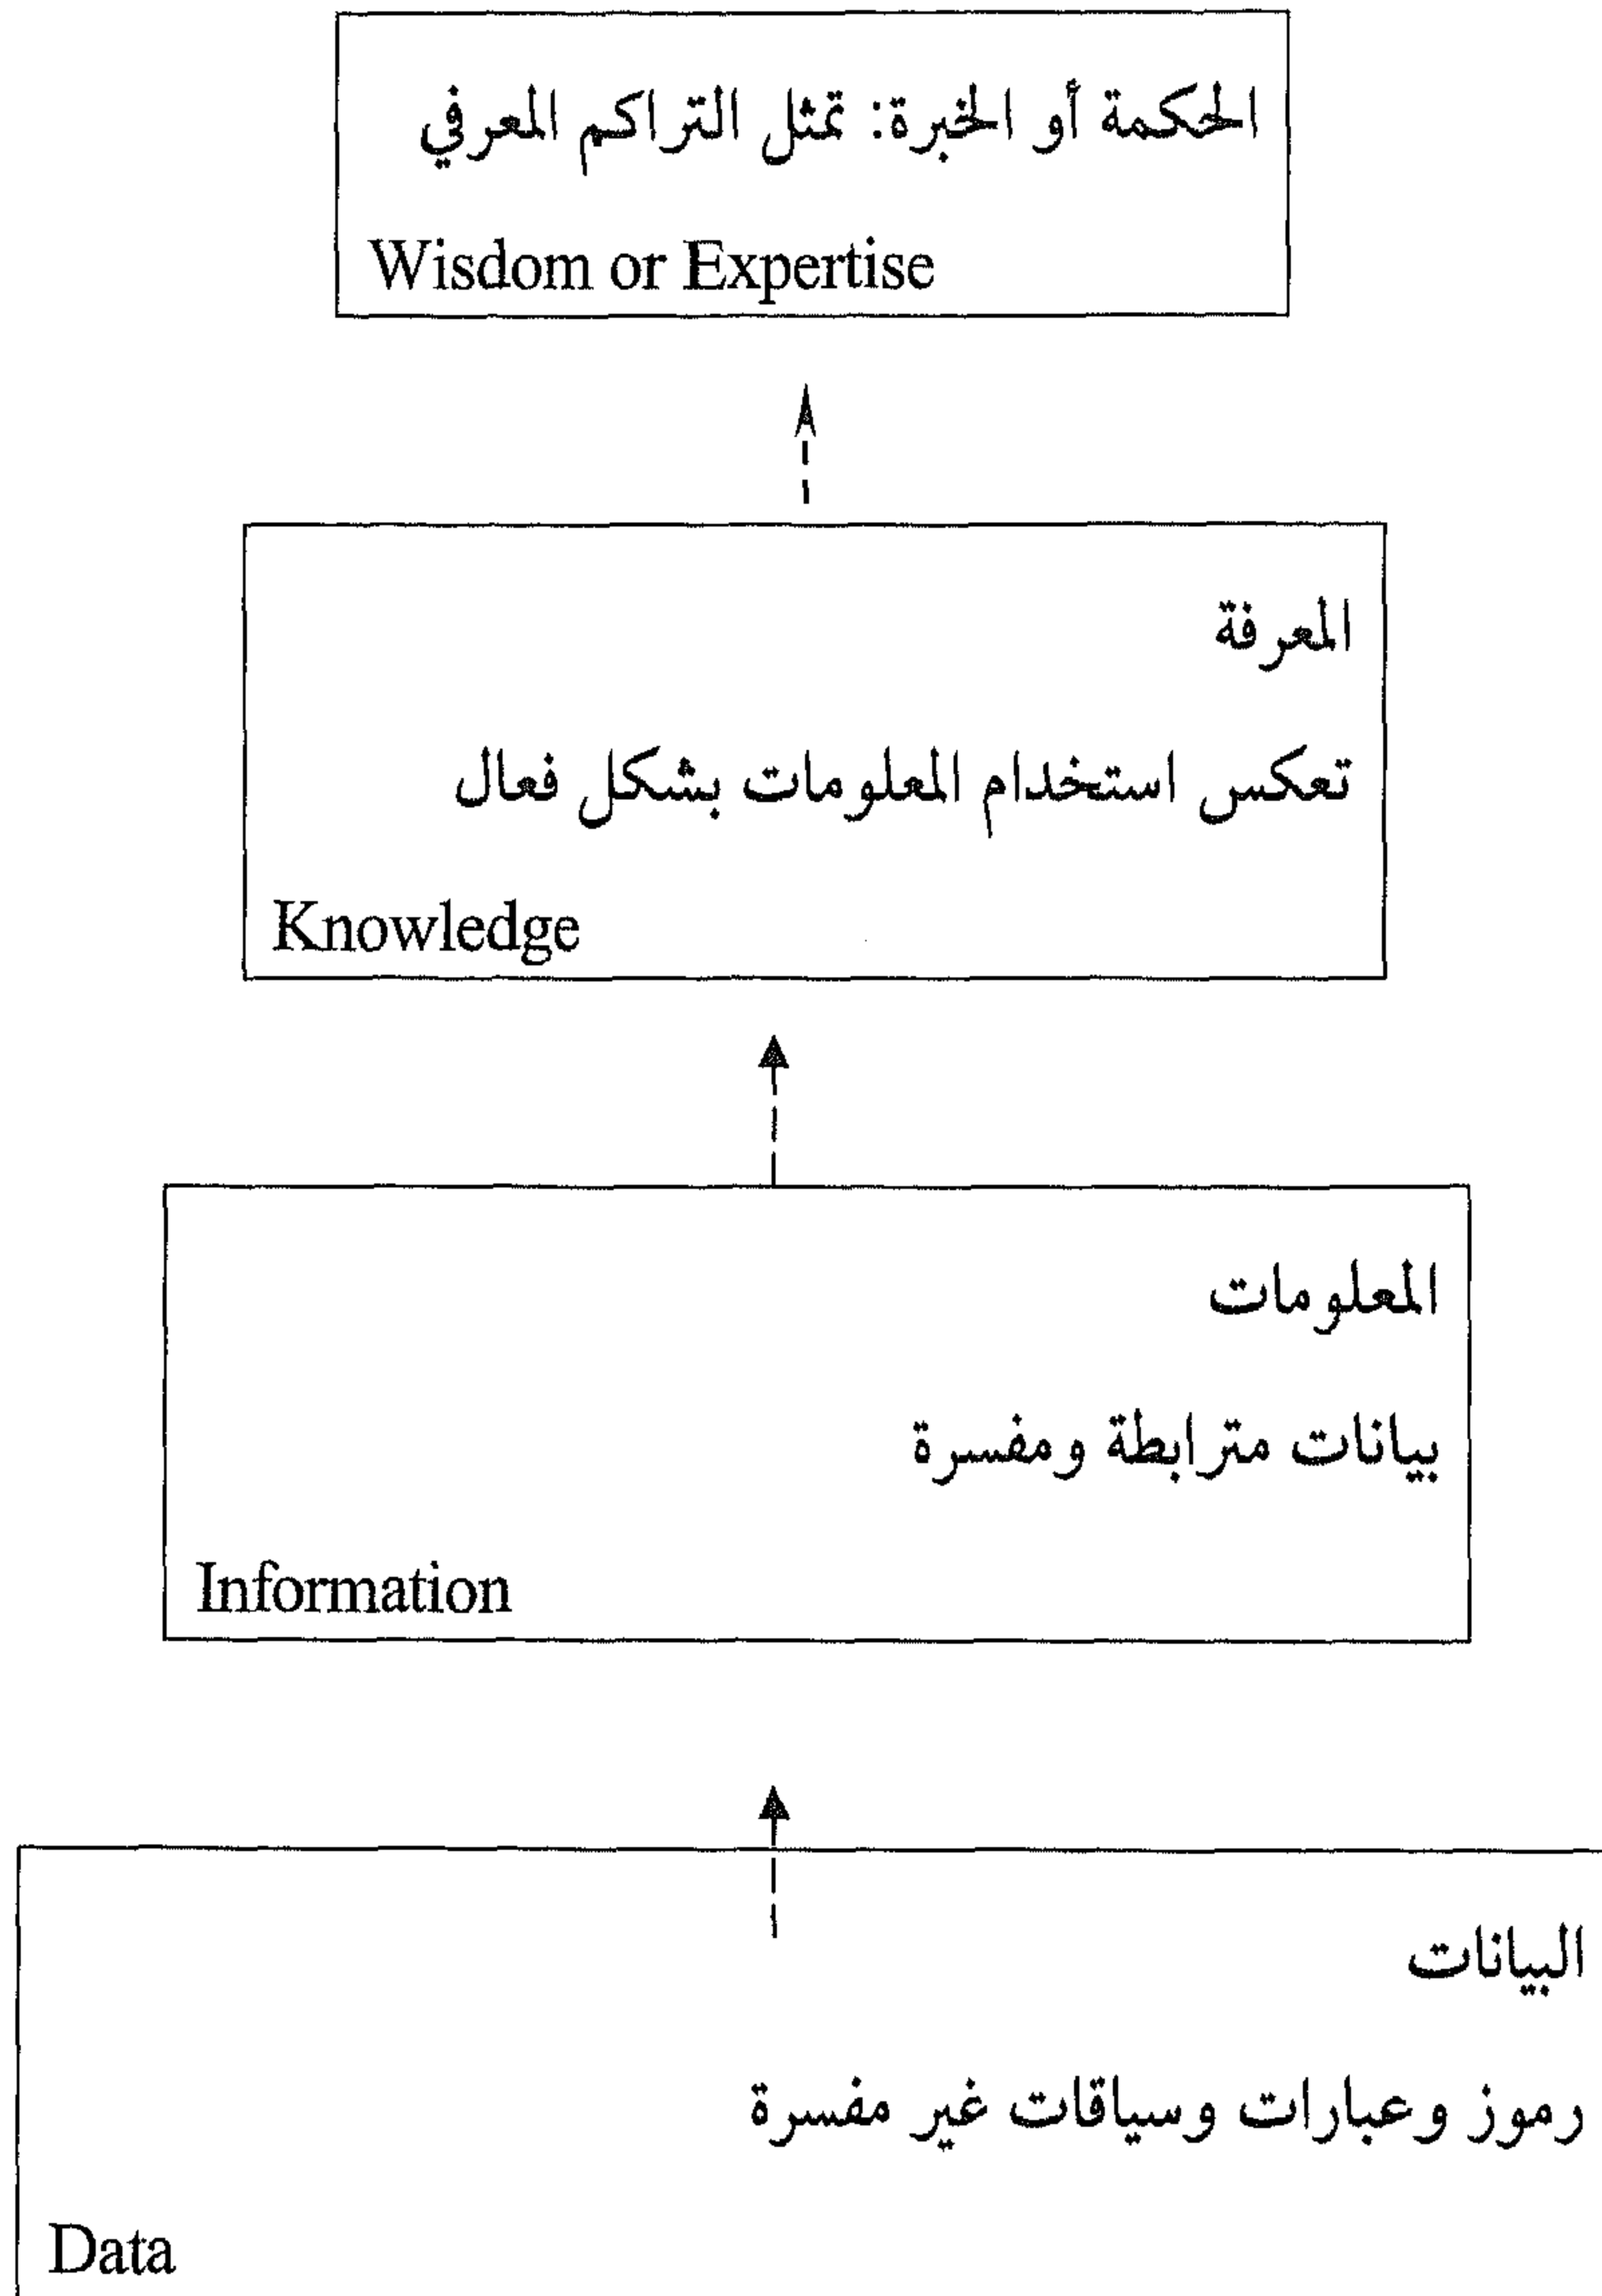 الحكمة أو الخبرة: تمثل التراكم المعرفي
Wisdom or Expertise
المعرفة
تعكس استخدام المعلومات بشكل فعال
Knowledge
المعلومات
بيانات مترابطة ومفسرة
Information
البيانات
رموز وعبارات وسياقات غير مفسرة
Data